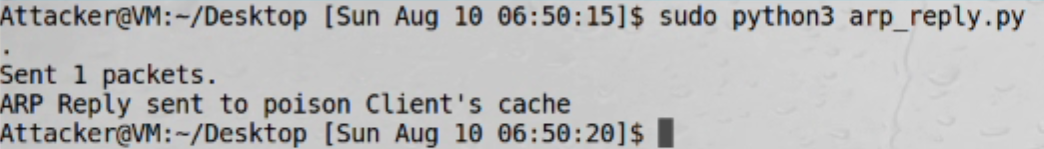 Attacker@VM:~/Desktop [Sun Aug 10 06:50:15]$ sudo python3 arp_reply.py
.
Sent 1 packets.
ARP Reply sent to poison Client's cache
Attacker@VM:~/Desktop [Sun Aug 10 06:50:20]$